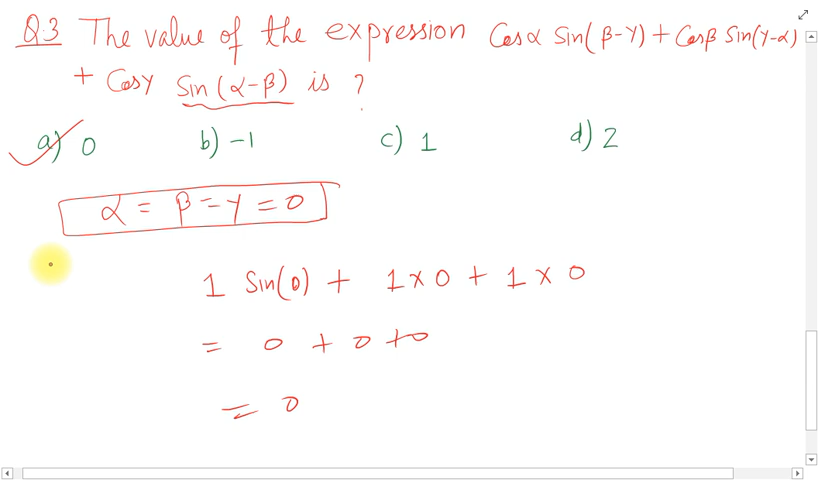 Q.3 The value of the expression Cosα Sin(β-γ) + Cosβ Sin(γ-α)
+ Cosγ Sin(α-β) is ?
a) 0 b) -1 c) 1 d) 2
α = β = γ = 0
1 Sin(0) + 1 × 0 + 1 × 0
= 0 + 0 + 0
= 0